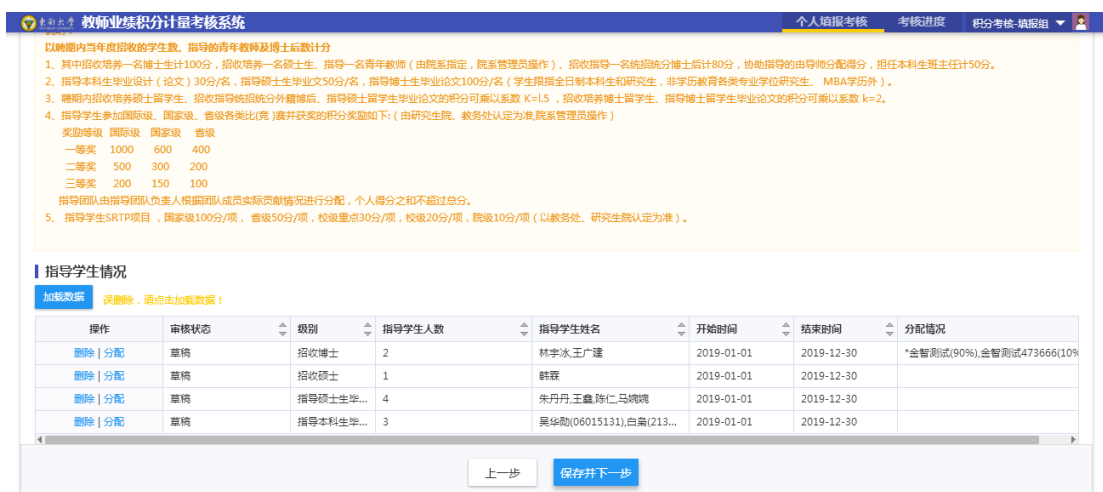 东南大学 教师业绩积分计量考核系统 个人填报考核 考核进度 积分考核-填报组
以聘期内当年度招收的学生数、指导的青年教师及博士后数计分
1、其中招收培养一名博士生计100分，招收培养一名硕士生、指导一名青年教师（由院系指定，院系管理员操作）、招收指导一名统招统分博士后计80分，协助指导的由导师分配得分，担任本科生班主任计50分。
2、指导本科生毕业设计（论文）30分/名，指导硕士生毕业文50分/名，指导博士生毕业论文100分/名（学生限指全日制本科生和研究生，非学历教育各类专业学位研究生、 MBA学历外）。
3、聘期内招收培养硕士留学生、招收指导统招统分外籍博后、指导硕士留学生毕业论文的积分可乘以系数 K=l.5 ，招收培养博士留学生、指导博士留学生毕业论文的积分可乘以系数 k=2。
4、指导学生参加国际级、国家级、省级各类比(竞 )赛并获奖的积分奖励如下:（由研究生院、教务处认定为准,院系管理员操作）
奖励等级 国际级 国家级 省级
一等奖 1000 600 400
二等奖 500 300 200
三等奖 200 150 100
指导团队由指导团队负责人根据团队成员实际贡献情况进行分配，个人得分之和不超过总分。
5、 指导学生SRTP项目 ，国家级100分/项， 省级50分/项，校级重点30分/项，校级20分/项，院级10分/项（以教务处、研究生院认定为准）。
指导学生情况
加载数据 误删除，请点击加载数据！
操作 审核状态 级别 指导学生人数 指导学生姓名 开始时间 结束时间 分配情况
删除 | 分配 草稿 招收博士 2 林宇冰,王广建 2019-01-01 2019-12-30 *金智测试(90%),金智测试473666(10%
删除 | 分配 草稿 招收硕士 1 韩霖 2019-01-01 2019-12-30
删除 | 分配 草稿 指导硕士生毕... 4 朱丹丹,王鑫,陈仁,马婉婉 2019-01-01 2019-12-30
删除 | 分配 草稿 指导本科生毕... 3 吴华勋(06015131),白枭(213... 2019-01-01 2019-12-30
上一步 保存并下一步